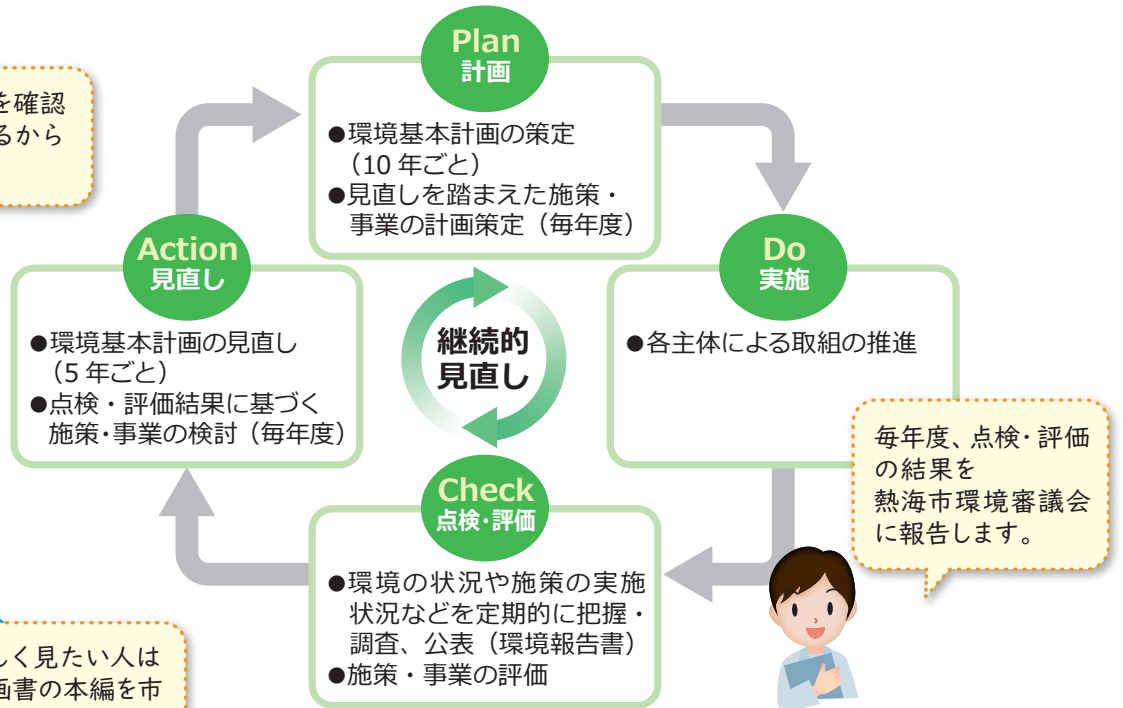 Plan
計画
●環境基本計画の策定
（10 年ごと）
●見直しを踏まえた施策・
事業の計画策定（毎年度）
を確認
るから
Action
見直し
●環境基本計画の見直し
（5 年ごと）
●点検・評価結果に基づく
施策・事業の検討（毎年度）
継続的
見直し
Do
実施
●各主体による取組の推進
毎年度、点検・評価
の結果を
熱海市環境審議会
に報告します。
Check
点検・評価
●環境の状況や施策の実施
状況などを定期的に把握・
調査、公表（環境報告書）
●施策・事業の評価
しく見たい人は
画書の本編を市